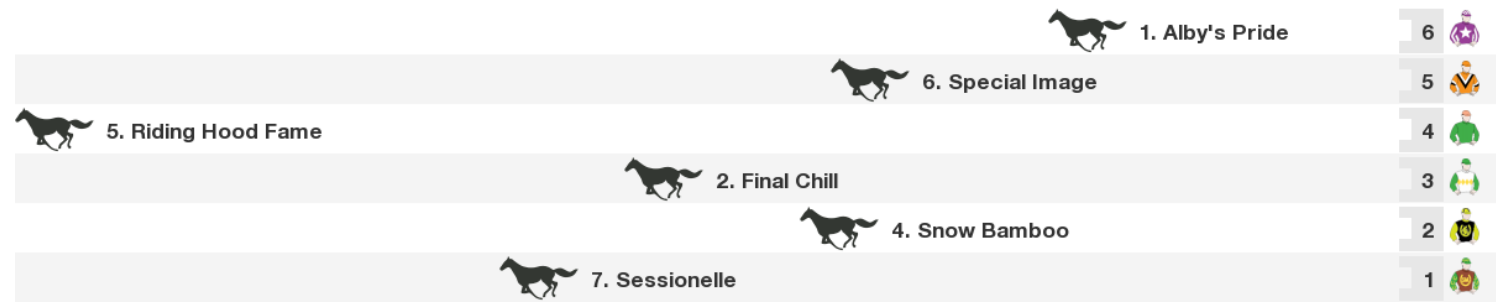 1. Alby's Pride 6
6. Special Image 5
5. Riding Hood Fame 4
2. Final Chill 3
4. Snow Bamboo 2
7. Sessionelle 1